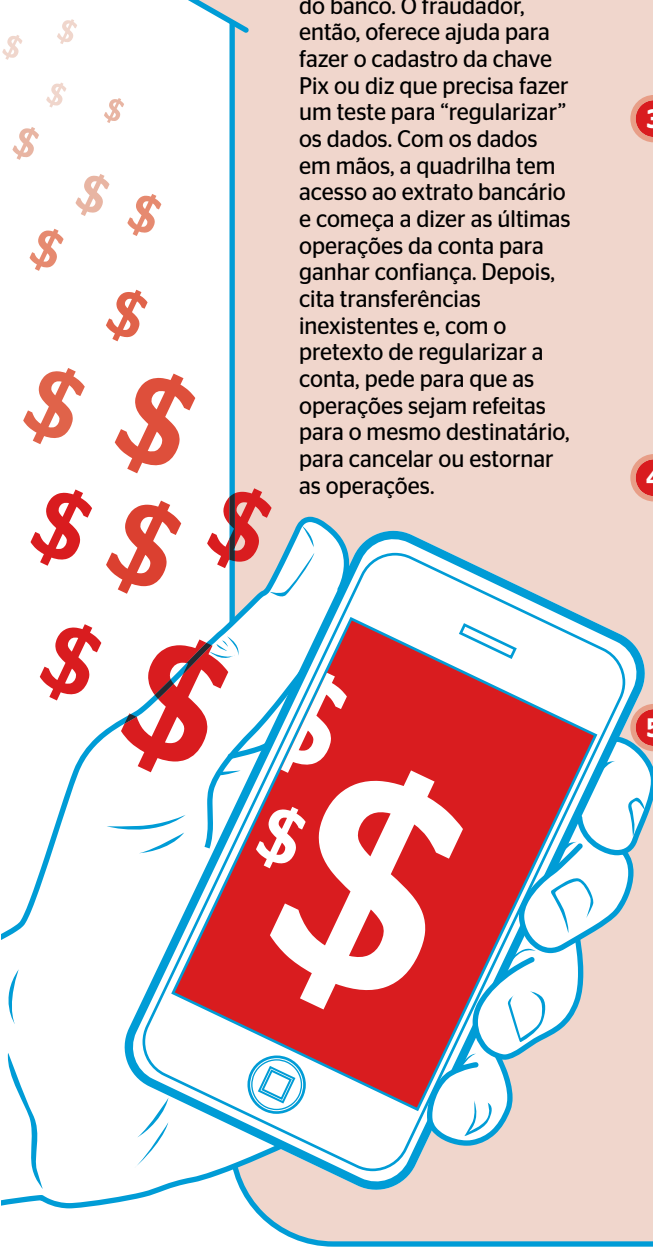 do banco. O fraudador,
então, oferece ajuda para
fazer o cadastro da chave
Pix ou diz que precisa fazer
um teste para “regularizar”
os dados. Com os dados
em mãos, a quadrilha tem
acesso ao extrato bancário
e começa a dizer as últimas
operações da conta para
ganhar confiança. Depois,
cita transferências
inexistentes e, com o
pretexto de regularizar a
conta, pede para que as
operações sejam refeitas
para o mesmo destinatário,
para cancelar ou estornar
as operações.
3
4
5